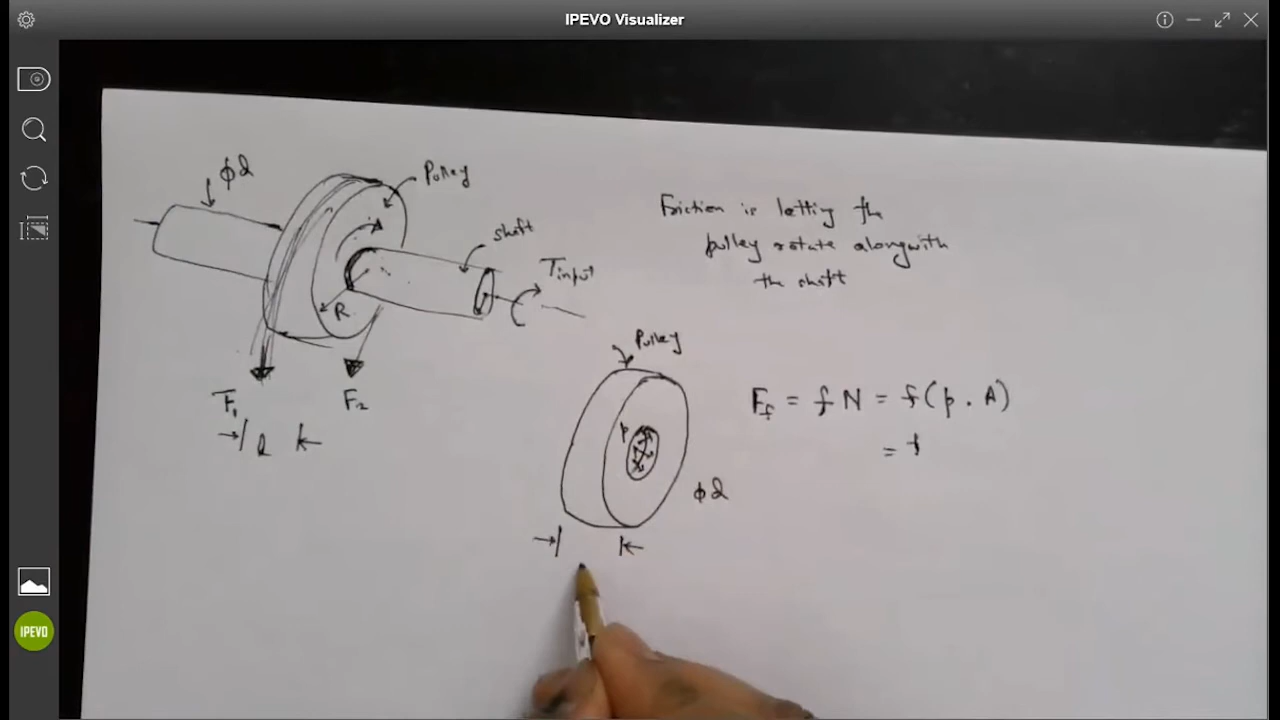 IPEVO Visualizer
ϕd
Pulley
shaft
T input
R
F1
F2
l
Friction is letting the
pulley rotate alongwith
the shaft
Pulley
p
ϕd
Ff = f N = f (p . A)
= f
IPEVO